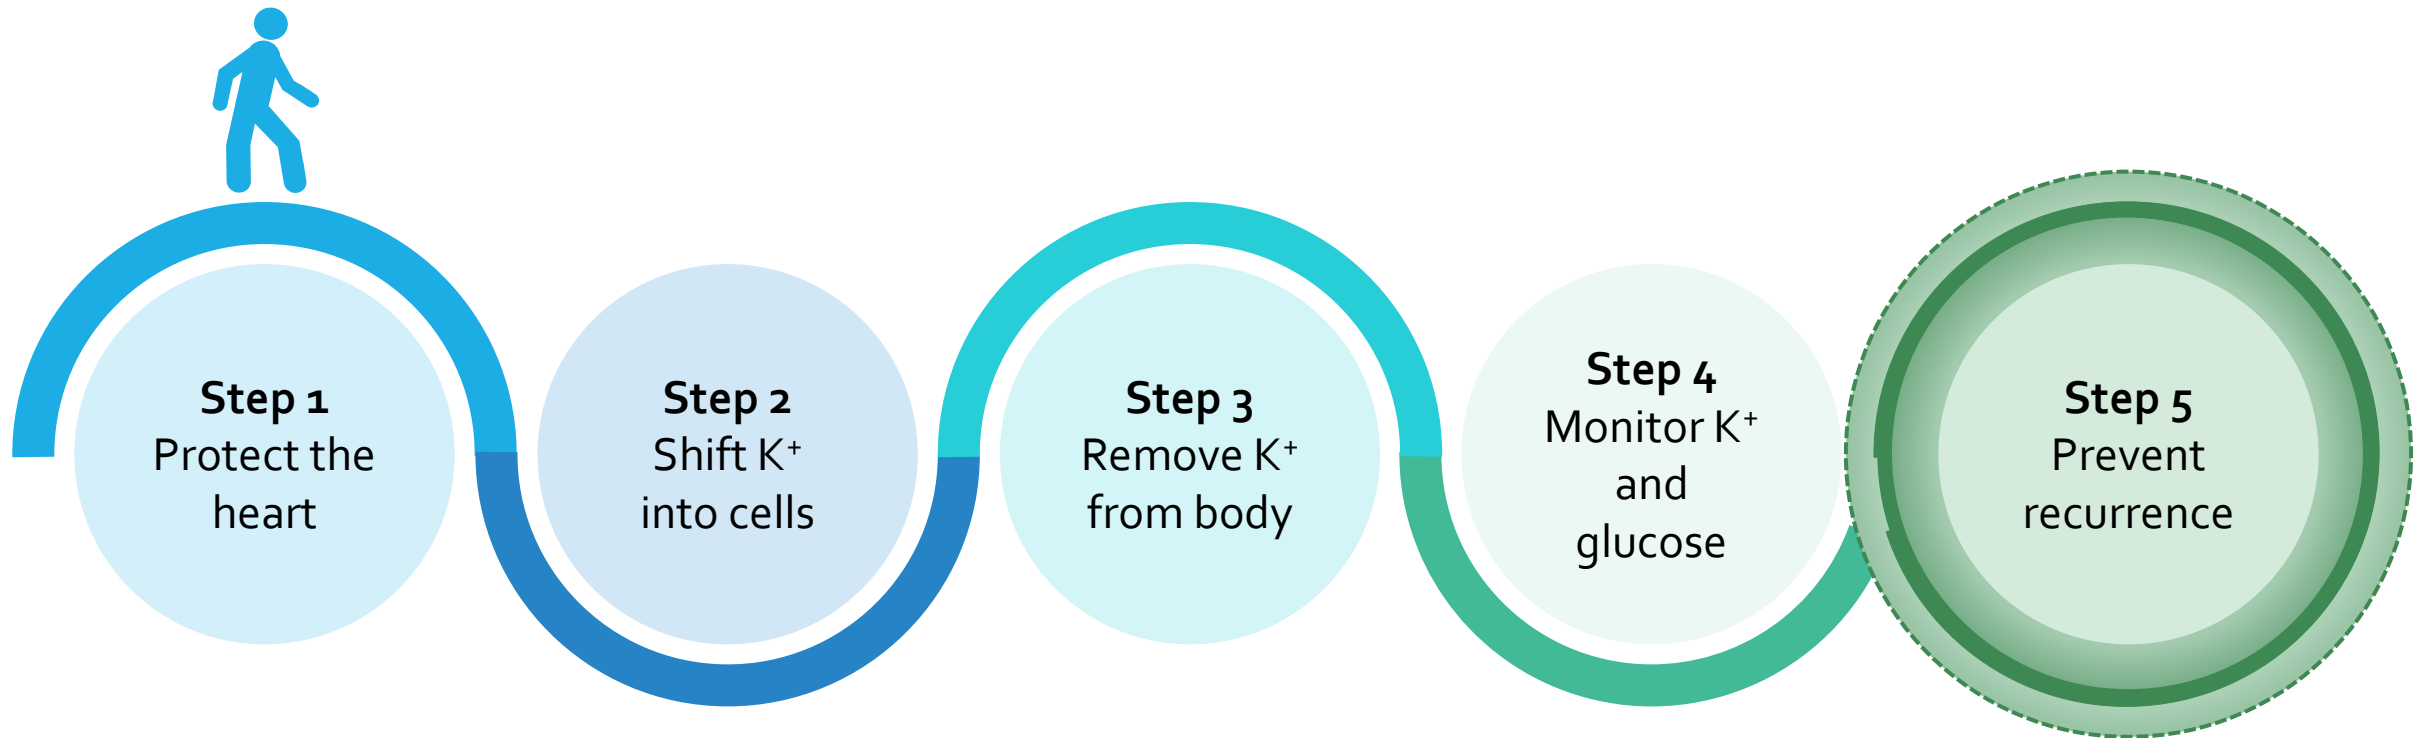 Step 1
Protect the
heart
Step 2
Shift K⁺
into cells
Step 3
Remove K⁺
from body
Step 4
Monitor K⁺
and
glucose
Step 5
Prevent
recurrence